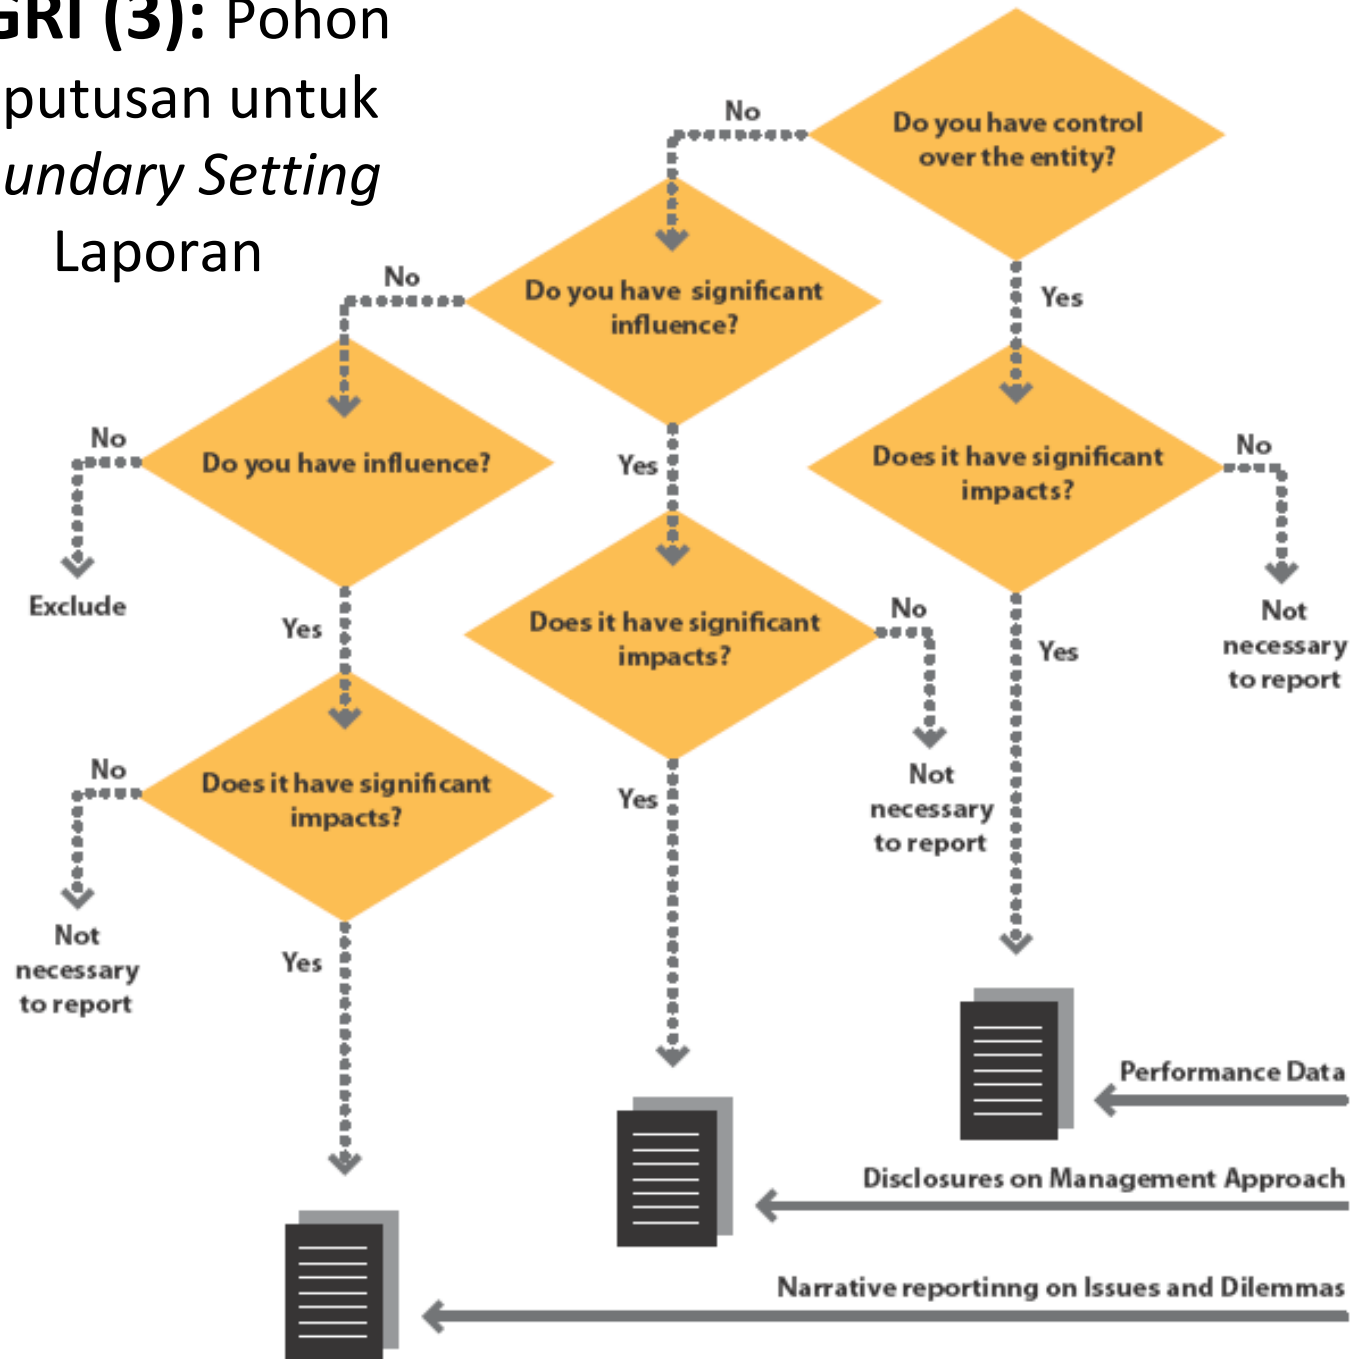 GRI (3): Pohon
putusan untuk
undary Setting
Laporan
No
Do you have control
over the entity?
No
Do you have significant
influence?
Yes
No
Do you have influence?
Yes
Does it have significant
impacts?
No
Exclude
Yes
Does it have significant
impacts?
No
Not
necessary
to report
Yes
No
Does it have significant
impacts?
Yes
Not
necessary
to report
Yes
Not
necessary
to report
Yes
Performance Data
Disclosures on Management Approach
Narrative reportinng on Issues and Dilemmas